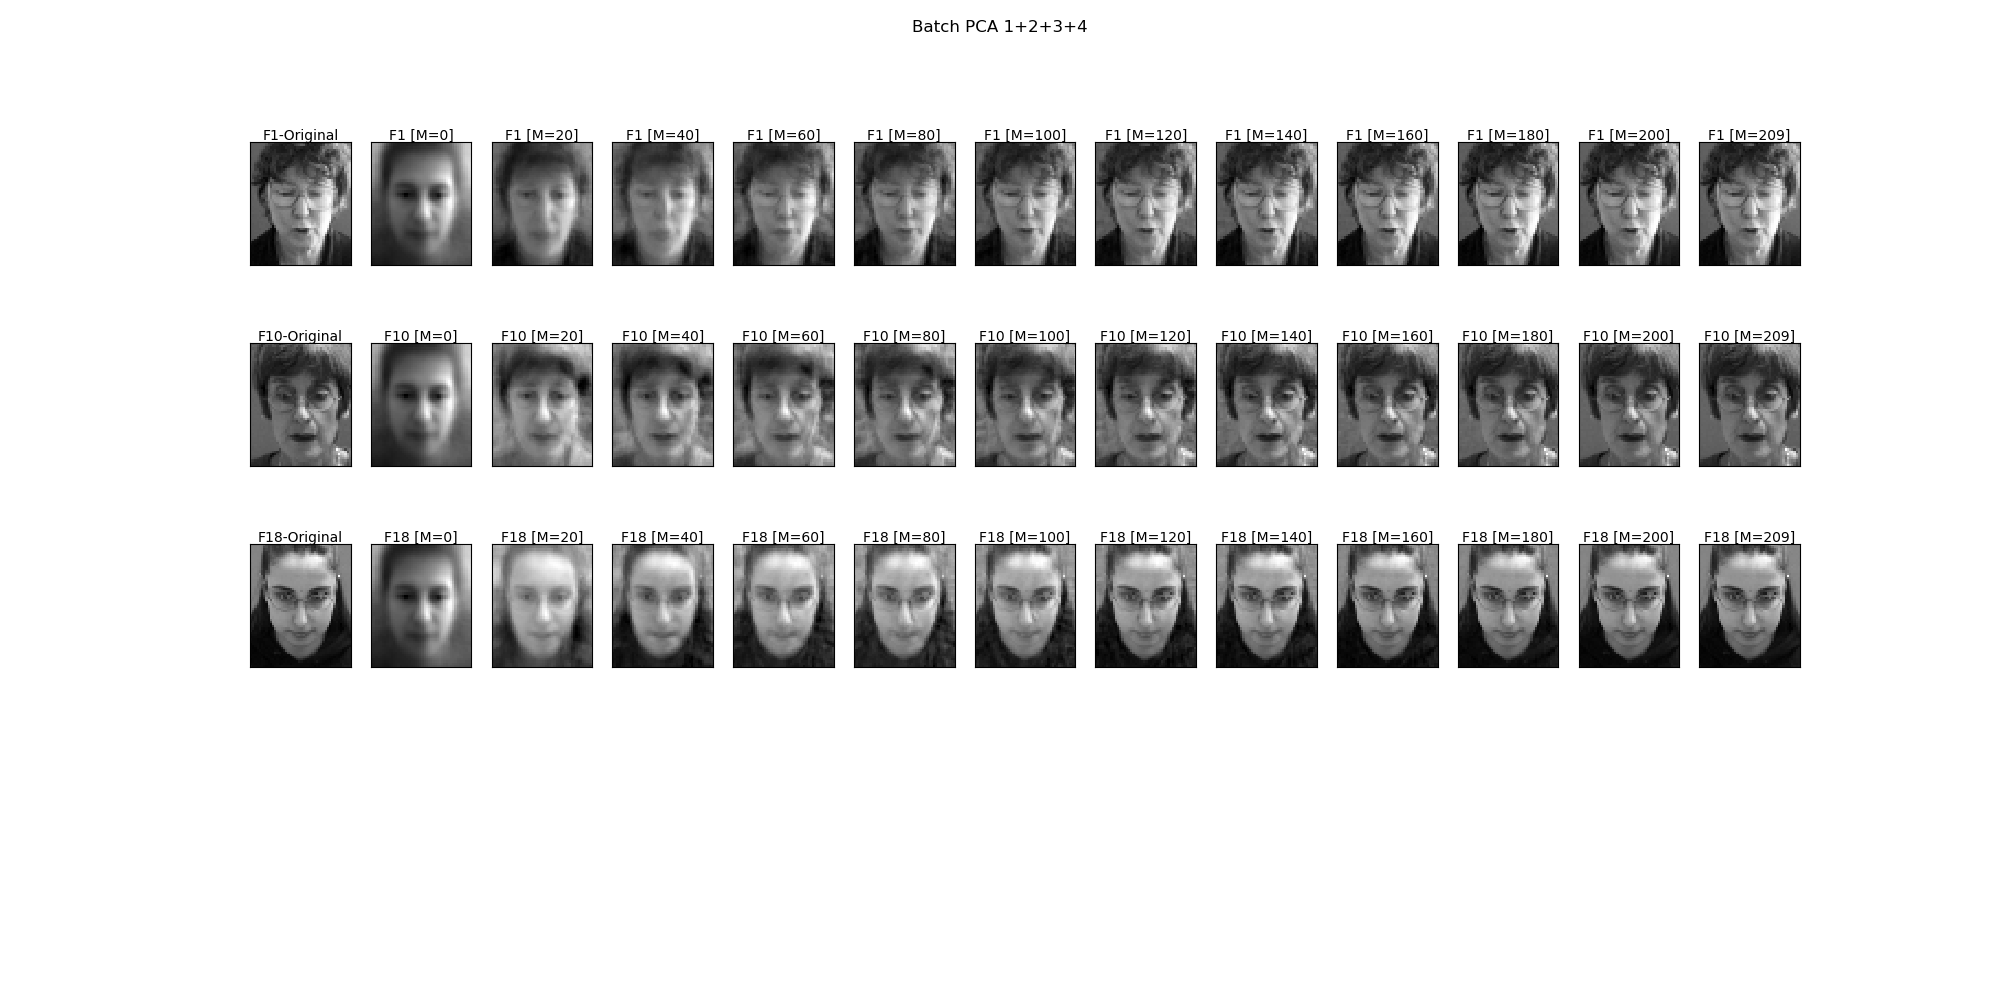 Batch PCA 1+2+3+4
F1-Original F1 [M=0] F1 [M=20] F1 [M=40] F1 [M=60] F1 [M=80] F1 [M=100] F1 [M=120] F1 [M=140] F1 [M=160] F1 [M=180] F1 [M=200] F1 [M=209]
F10-Original F10 [M=0] F10 [M=20] F10 [M=40] F10 [M=60] F10 [M=80] F10 [M=100] F10 [M=120] F10 [M=140] F10 [M=160] F10 [M=180] F10 [M=200] F10 [M=209]
F18-Original F18 [M=0] F18 [M=20] F18 [M=40] F18 [M=60] F18 [M=80] F18 [M=100] F18 [M=120] F18 [M=140] F18 [M=160] F18 [M=180] F18 [M=200] F18 [M=209]